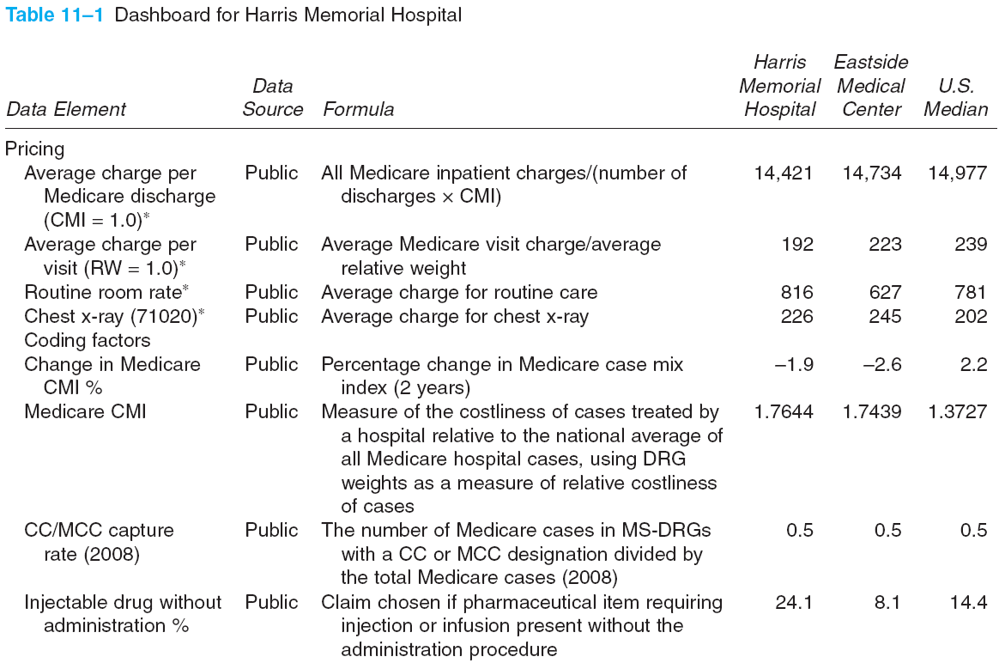 Table 11–1 Dashboard for Harris Memorial Hospital
Harris Eastside
Data Memorial Medical U.S.
Data Element Source Formula Hospital Center Median
Pricing
Average charge per Public All Medicare inpatient charges/(number of 14,421 14,734 14,977
Medicare discharge discharges × CMI)
(CMI = 1.0)*
Average charge per Public Average Medicare visit charge/average 192 223 239
visit (RW = 1.0)* relative weight
Routine room rate* Public Average charge for routine care 816 627 781
Chest x-ray (71020)* Public Average charge for chest x-ray 226 245 202
Coding factors
Change in Medicare Public Percentage change in Medicare case mix –1.9 –2.6 2.2
CMI % index (2 years)
Medicare CMI Public Measure of the costliness of cases treated by 1.7644 1.7439 1.3727
a hospital relative to the national average of
all Medicare hospital cases, using DRG
weights as a measure of relative costliness
of cases
CC/MCC capture Public The number of Medicare cases in MS-DRGs 0.5 0.5 0.5
rate (2008) with a CC or MCC designation divided by
the total Medicare cases (2008)
Injectable drug without Public Claim chosen if pharmaceutical item requiring 24.1 8.1 14.4
administration % injection or infusion present without the
administration procedure